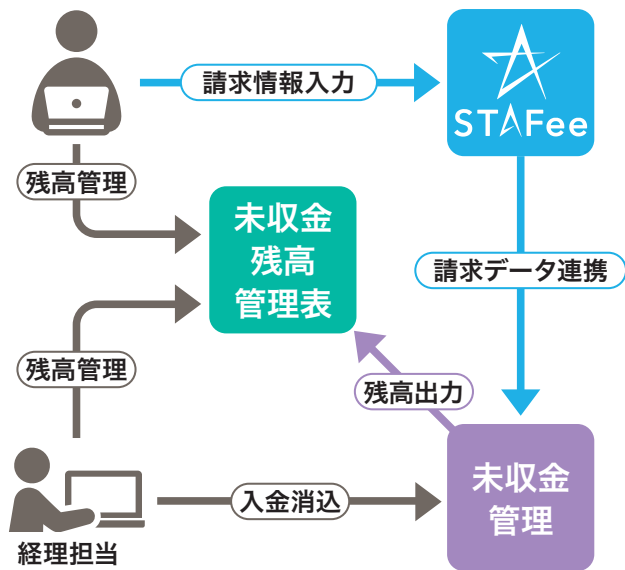 請求情報入力
STAFee
残高管理
未収金
残高
管理表
請求データ連携
残高管理
残高出力
未収金
管理
入金消込
経理担当